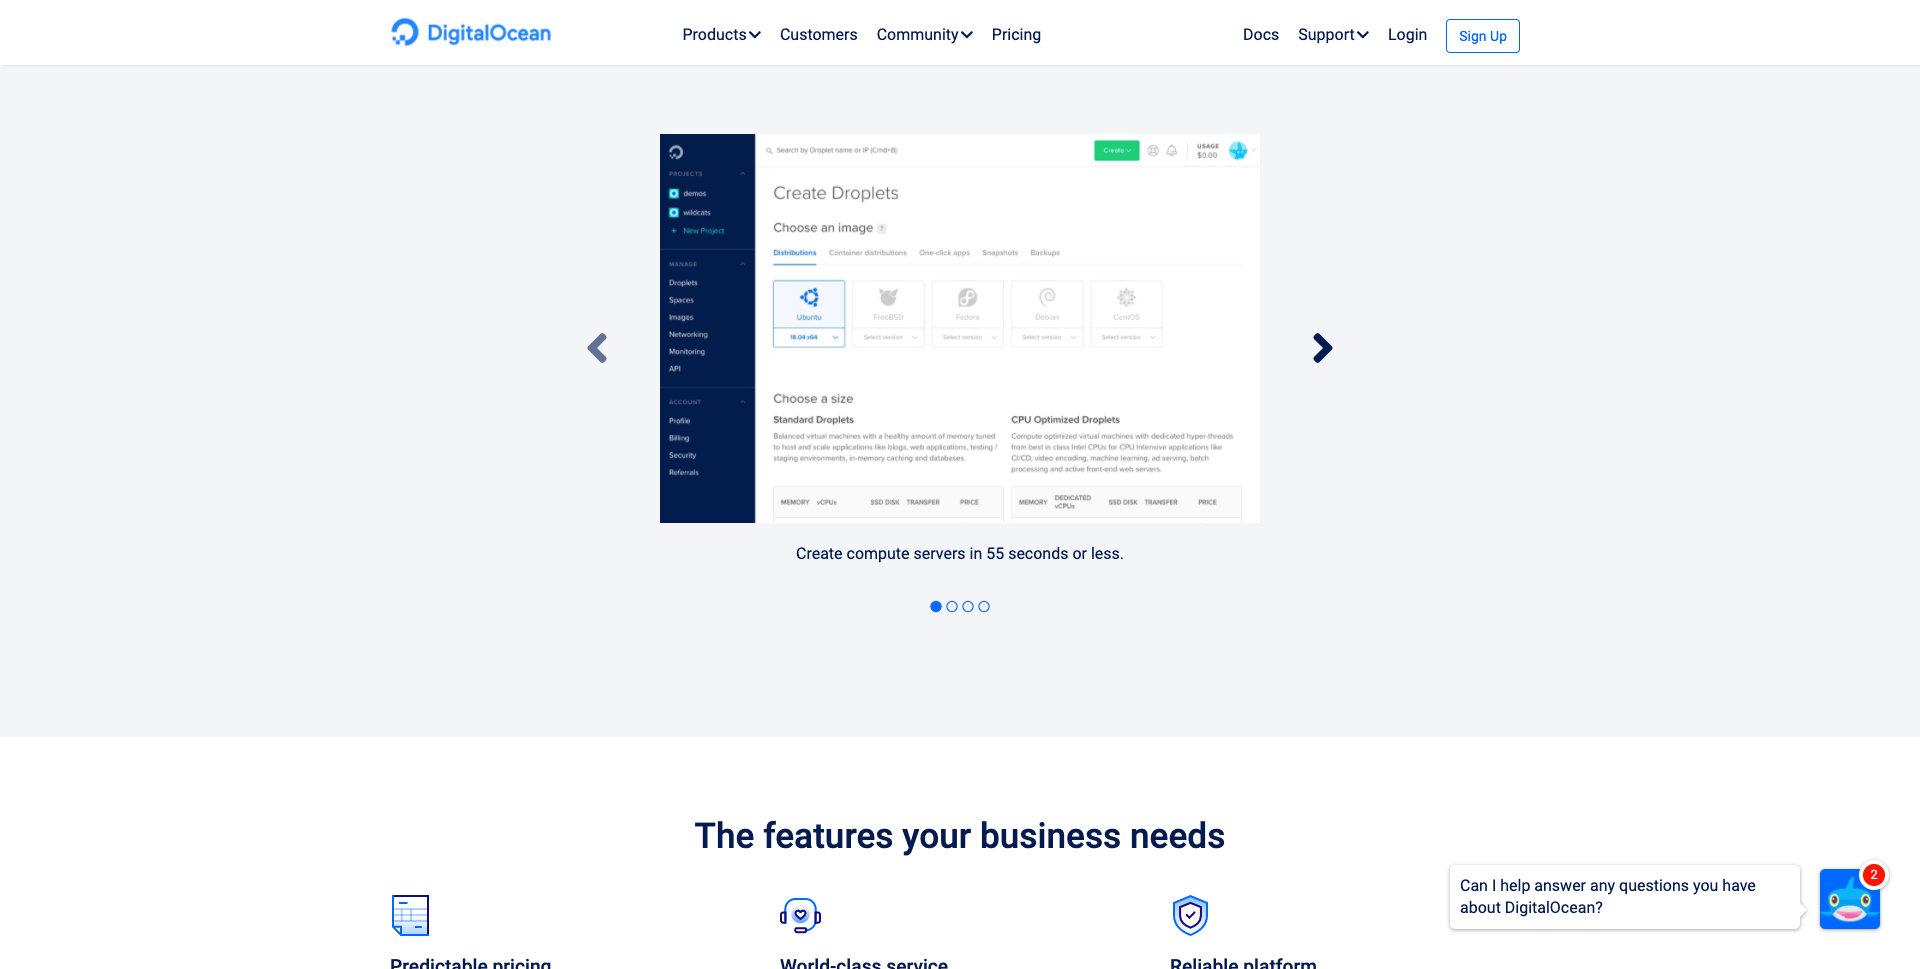 DigitalOcean
Products
Customers
Community
Pricing
Docs
Support
Login
Sign Up
Search by Droplet name or IP (Cmd+B)
Create
USAGE
$0.00
PROJECTS
demos
wildcats
+ New Project
MANAGE
Droplets
Spaces
Images
Networking
Monitoring
API
ACCOUNT
Profile
Billing
Security
Referrals
Create Droplets
Choose an image ?
Distributions
Container distributions
One-click apps
Snapshots
Backups
Ubuntu
FreeBSD
Fedora
Debian
CentOS
18.04 x64
Select version
Select version
Select version
Select version
Choose a size
Standard Droplets
Balanced virtual machines with a healthy amount of memory tuned
to host and scale applications like blogs, web applications, testing /
staging environments, in-memory caching and databases.
MEMORY vCPUs SSD DISK TRANSFER PRICE
CPU Optimized Droplets
Compute optimized virtual machines with dedicated hyper-threads
from best in class Intel CPUs for CPU Intensive applications like
CI/CD, video encoding, machine learning, ad serving, batch
processing and active front-end web servers.
MEMORY DEDICATED vCPUs SSD DISK TRANSFER PRICE
Create compute servers in 55 seconds or less.
The features your business needs
Predictable pricing
World-class service
Reliable platform
Can I help answer any questions you have
about DigitalOcean?
2